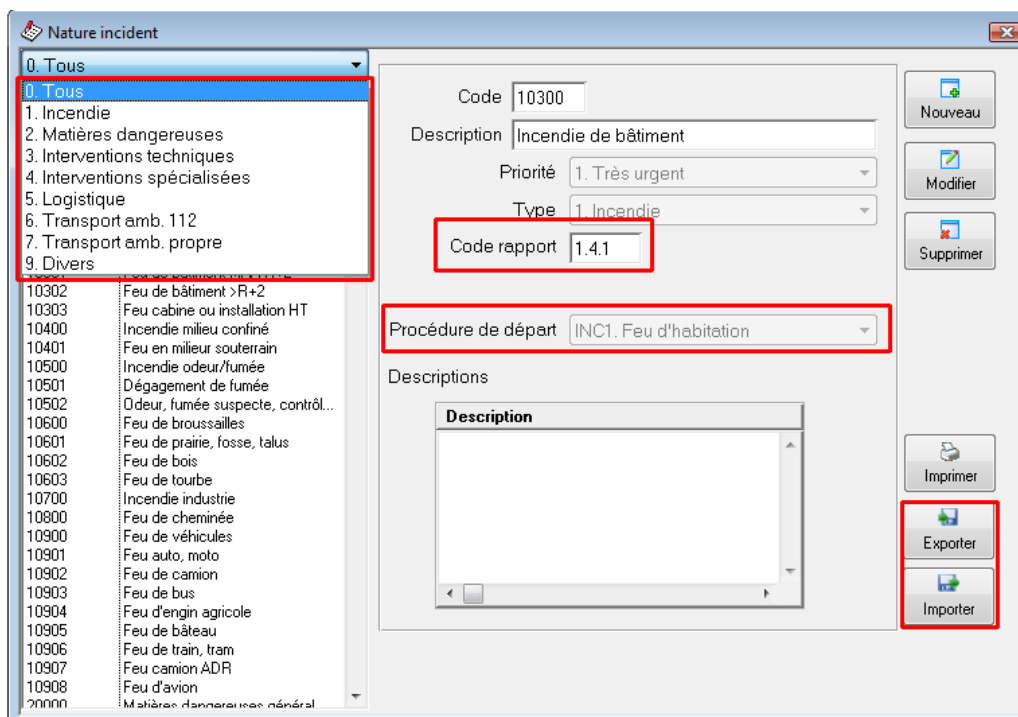 Nature incident
0. Tous
0. Tous
1. Incendie
2. Matières dangereuses
3. Interventions techniques
4. Interventions spécialisées
5. Logistique
6. Transport amb. 112
7. Transport amb. propre
9. Divers
10302 Feu de bâtiment >R+2
10303 Feu cabine ou installation HT
10400 Incendie milieu confiné
10401 Feu en milieur souterrain
10500 Incendie odeur/fumée
10501 Dégagement de fumée
10502 Odeur, fumée suspecte, contrôl...
10600 Feu de broussailles
10601 Feu de prairie, fosse, talus
10602 Feu de bois
10603 Feu de tourbe
10700 Incendie industrie
10800 Feu de cheminée
10900 Feu de véhicules
10901 Feu auto, moto
10902 Feu de camion
10903 Feu de bus
10904 Feu d'engin agricole
10905 Feu de bâteau
10906 Feu de train, tram
10907 Feu camion ADR
10908 Feu d'avion
20000 Matières dangereuses général
Code 10300
Description Incendie de bâtiment
Priorité 1. Très urgent
Type 1. Incendie
Code rapport 1.4.1
Procédure de départ INC1. Feu d'habitation
Descriptions
Description
Nouveau
Modifier
Supprimer
Imprimer
Exporter
Importer